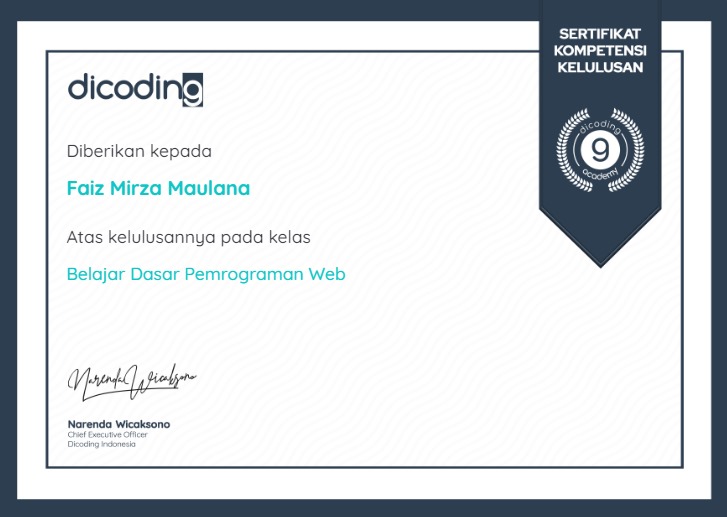 SERTIFIKAT
KOMPETENSI
KELULUSAN
dicoding
Diberikan kepada
dicoding
9
academy
Faiz Mirza Maulana
Atas kelulusannya pada kelas
Belajar Dasar Pemrograman Web
Narenda Wicaksono
Narenda Wicaksono
Chief Executive Officer
Dicoding Indonesia